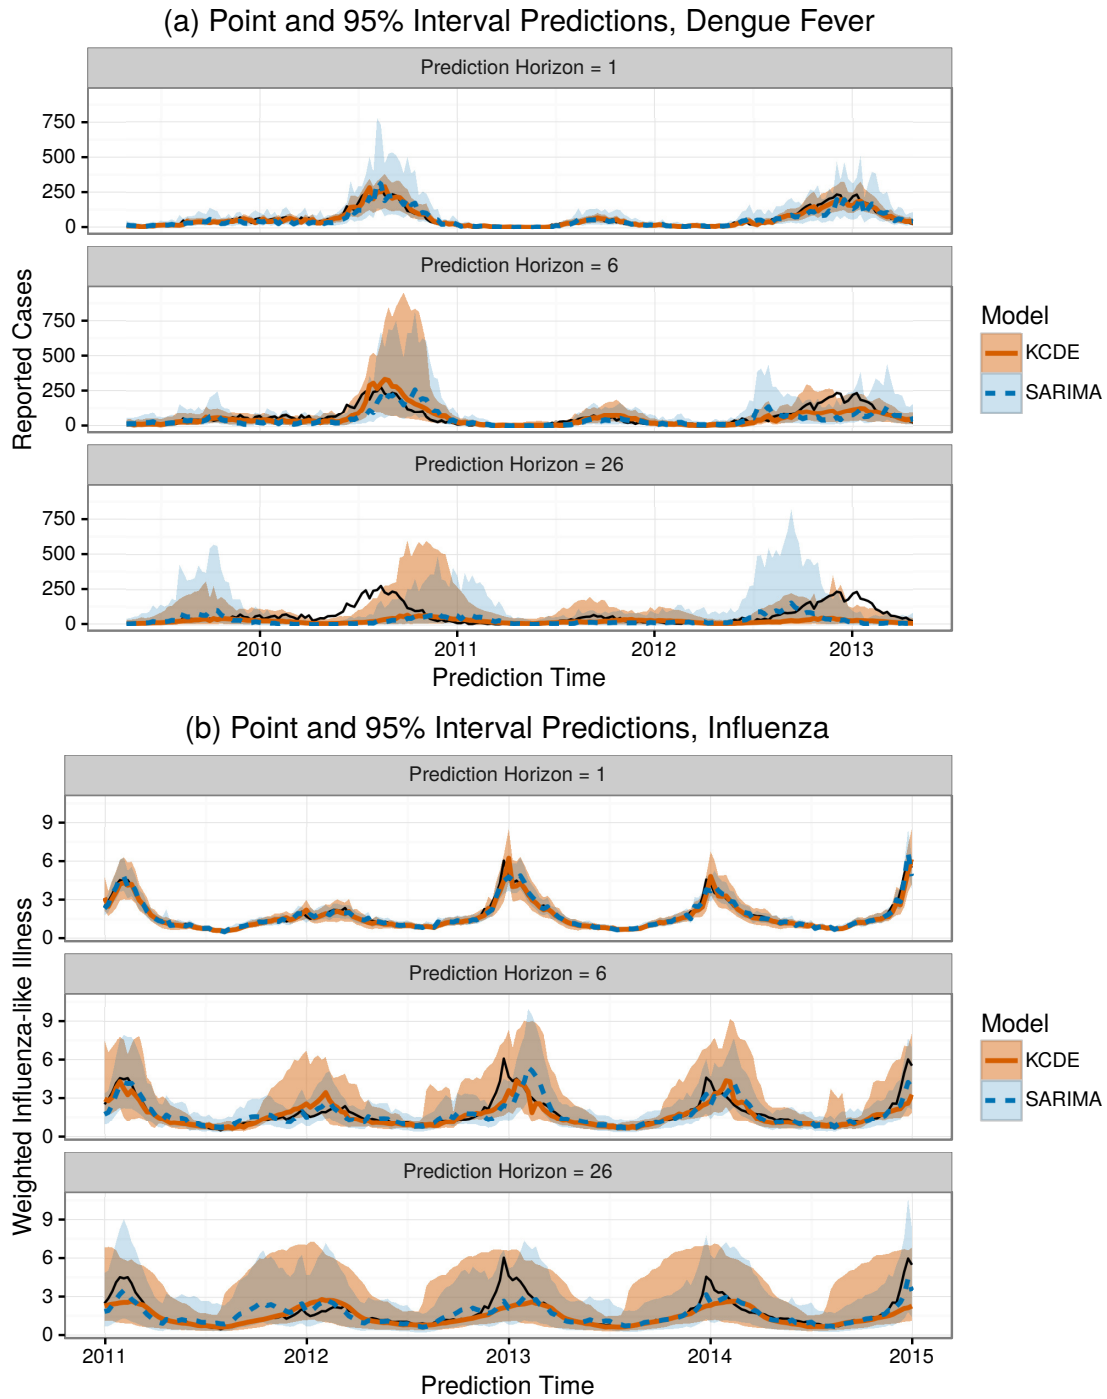 (a) Point and 95% Interval Predictions, Dengue Fever
Prediction Horizon = 1
750
500
250
0
Prediction Horizon = 6
750
500
250
0
Prediction Horizon = 26
750
500
250
0
Reported Cases
2010
2011
2012
2013
Prediction Time
Model
KCDE
SARIMA
(b) Point and 95% Interval Predictions, Influenza
Prediction Horizon = 1
9
6
3
0
Prediction Horizon = 6
9
6
3
0
Prediction Horizon = 26
9
6
3
0
Weighted Influenza-like Illness
2011
2012
2013
2014
2015
Prediction Time
Model
KCDE
SARIMA